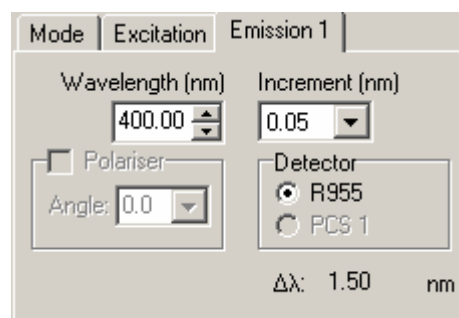 Mode Excitation Emission 1
Wavelength (nm) Increment (nm)
400.00 0.05
Polariser Detector
Angle: 0.0 R955
PCS 1
Δλ: 1.50 nm